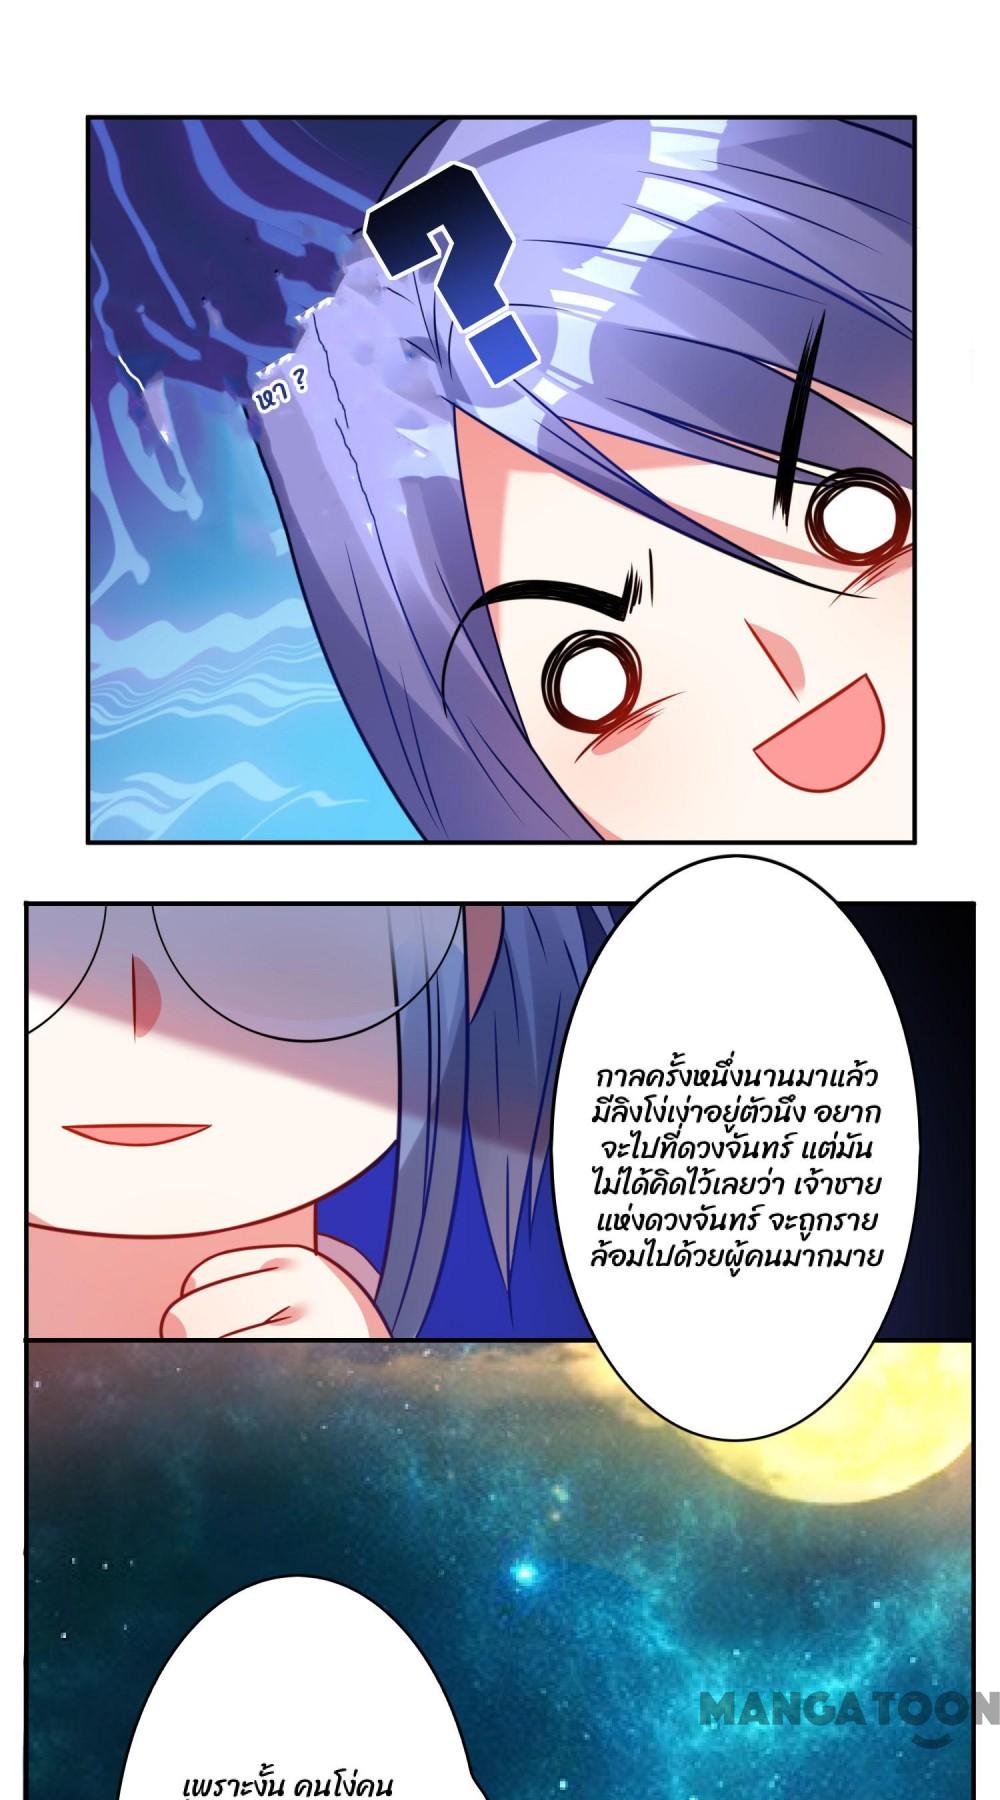 ?
หา ?
กาลครั้งหนึ่งนานมาแล้ว
มีลิงโง่เง่าอยู่ตัวนึง อยาก
จะไปที่ดวงจันทร์ แต่มัน
ไม่ได้คิดไว้เลยว่า เจ้าชาย
แห่งดวงจันทร์ จะถูกราย
ล้อมไปด้วยผู้คนมากมาย
MANGATOON
เพราะงั้น คนโง่คน